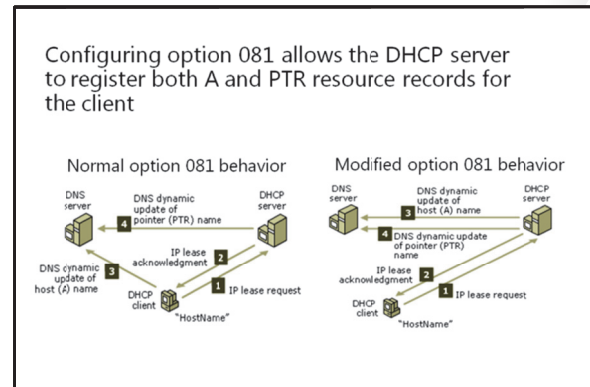 Configuring option 081 allows the DHCP server
to register both A and PTR resource records for
the client
Normal option 081 behavior
DNS
server
DNS dynamic
update of
pointer (PTR) name
DHCP
server
4
IP lease
acknowledgment
2
DNS dynamic
update of
host (A) name
3
1
IP lease request
DHCP
client
"HostName"
Modified option 081 behavior
DNS
server
DNS dynamic
update of
host (A) name
DHCP
server
3
4
DNS dynamic update
of pointer (PTR)
name
IP lease
acknowledgment
2
1
IP lease request
DHCP
client
"HostName"